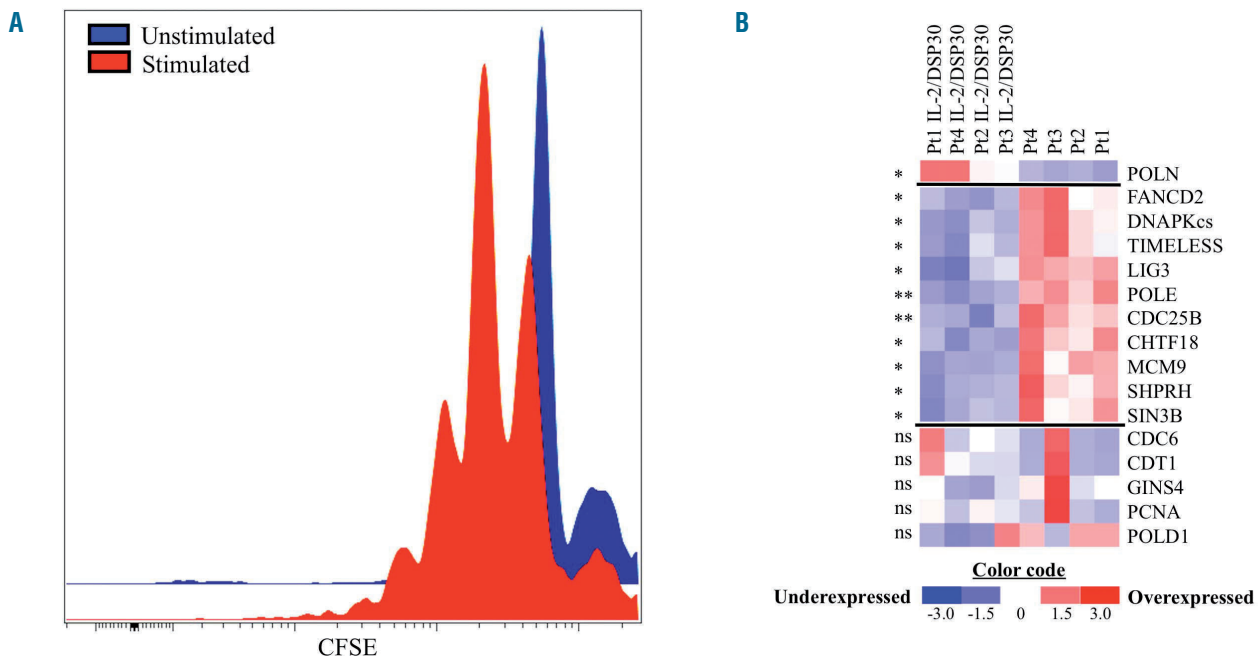 A
Unstimulated
Stimulated
CFSE
B
Pt1 IL-2/DSP30
Pt4 IL-2/DSP30
Pt2 IL-2/DSP30
Pt3 IL-2/DSP30
Pt4
Pt3
Pt2
Pt1
* POLN
* FANCD2
* DNAPKcs
* TIMELESS
* LIG3
** POLE
** CDC25B
* CHTF18
* MCM9
* SHPRH
* SIN3B
ns CDC6
ns CDT1
ns GINS4
ns PCNA
ns POLD1
Color code
Underexpressed Overexpressed
-3.0 -1.5 0 1.5 3.0